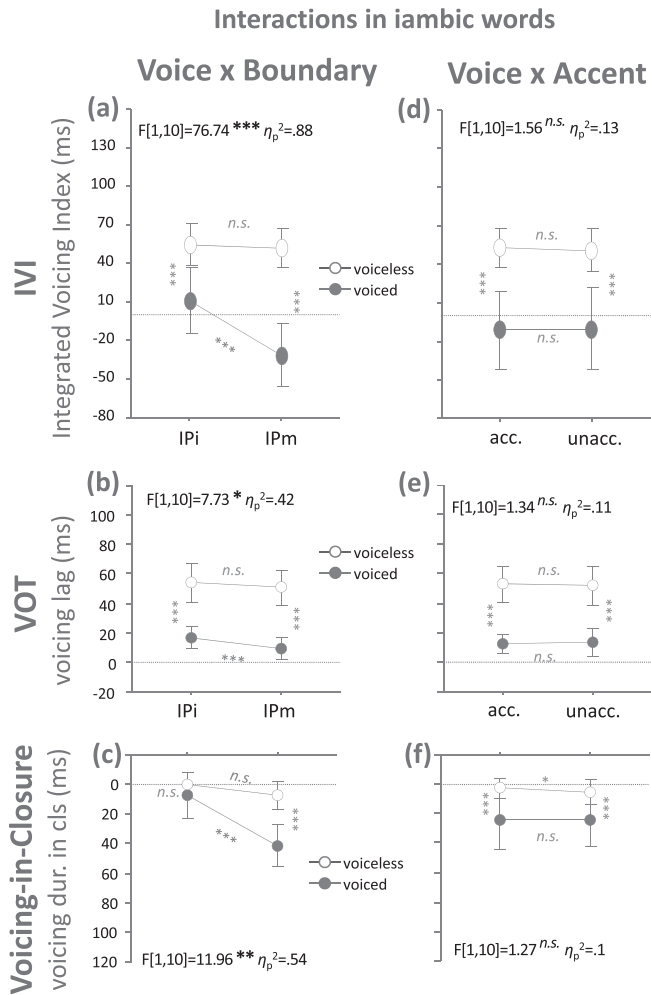 Interactions in iambic words
Voice x Boundary
Voice x Accent
(a)
F[1,10]=76.74 *** ηp²=.88
IVI
Integrated Voicing Index (ms)
130
100
70
40
10
-20
-50
-80
n.s.
***
***
***
voiceless
voiced
IPi
IPm
(d)
F[1,10]=1.56 n.s. ηp²=.13
n.s.
***
***
n.s.
acc.
unacc.
(b)
F[1,10]=7.73 * ηp²=.42
VOT
voicing lag (ms)
100
80
60
40
20
0
-20
n.s.
***
***
***
voiceless
voiced
IPi
IPm
(e)
F[1,10]=1.34 n.s. ηp²=.11
n.s.
***
***
n.s.
acc.
unacc.
(c)
Voicing-in-Closure
voicing dur. in cls (ms)
0
20
40
60
80
100
120
n.s.
n.s.
***
***
voiceless
voiced
F[1,10]=11.96 ** ηp²=.54
(f)
*
***
***
n.s.
F[1,10]=1.27 n.s. ηp²=.1